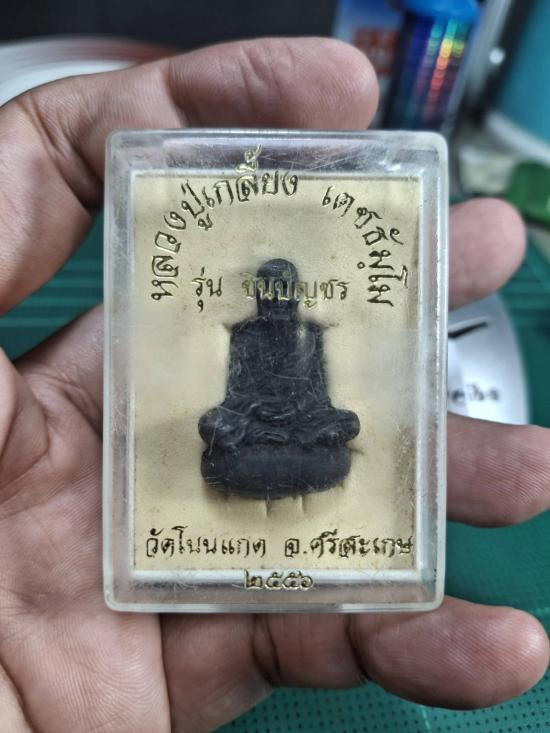 หลวงปู่เกลี้ยง เตชธัมฺโม
รุ่น ชินบัญชร
วัดโนนแกด จ.ศรีสะเกษ
๒๕๕๖